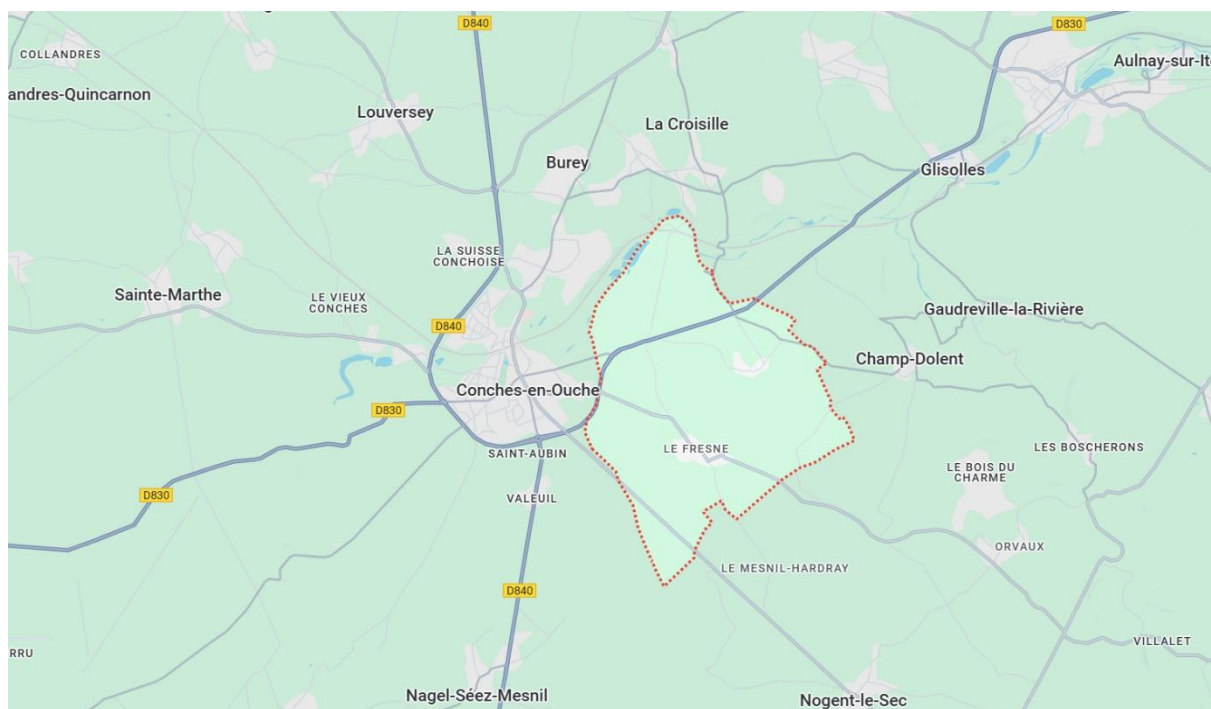 D840
D830
COLLANDRES
Aulnay-sur-It
andres-Quincarnon
Louversey
La Croisille
Burey
Glisolles
LA SUISSE
CONCHOISE
Sainte-Marthe
LE VIEUX
CONCHES
Gaudreville-la-Rivière
D840
Champ-Dolent
Conches-en-Ouche
D830
LE FRESNE
SAINT-AUBIN
LES BOSCHERONS
LE BOIS DU
CHARME
D830
VALEUIL
ORVAUX
LE MESNIL-HARDRAY
D840
VILLALET
RRU
Nagel-Séez-Mesnil
Nogent-le-Sec